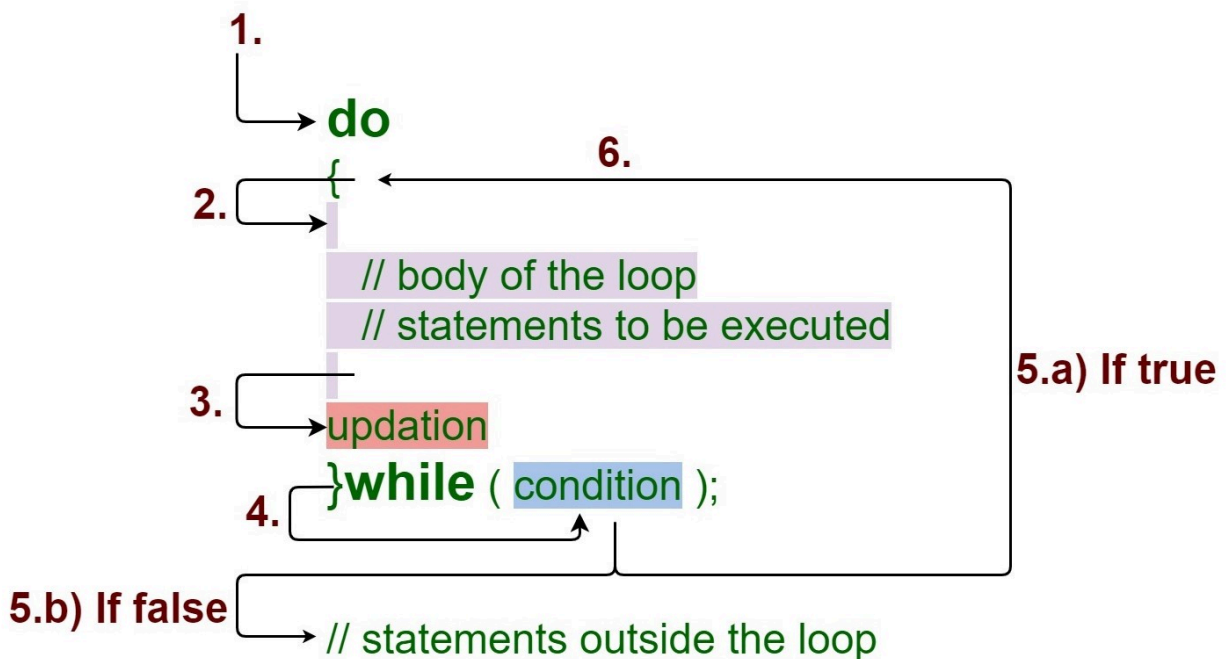 1.
do
6.
{
2.
// body of the loop
// statements to be executed
5.a) If true
3.
updation
}while ( condition );
4.
5.b) If false
// statements outside the loop